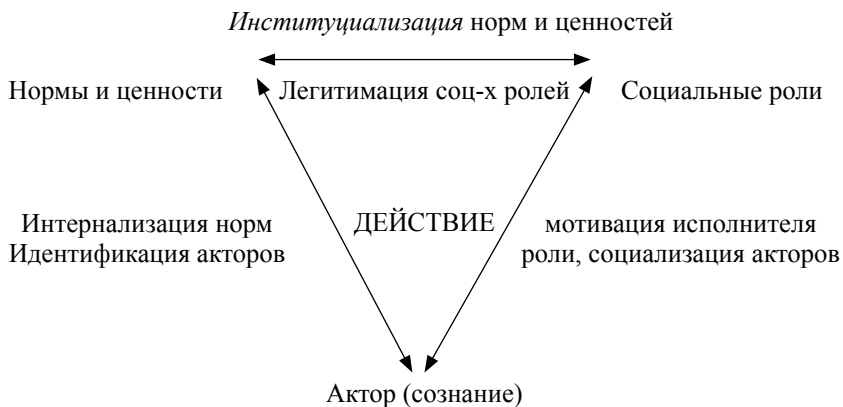 Институциализация норм и ценностей
Нормы и ценности Легитимация соц-х ролей Социальные роли
Интернализация норм ДЕЙСТВИЕ мотивация исполнителя
Идентификация акторов роли, социализация акторов
Актор (сознание)